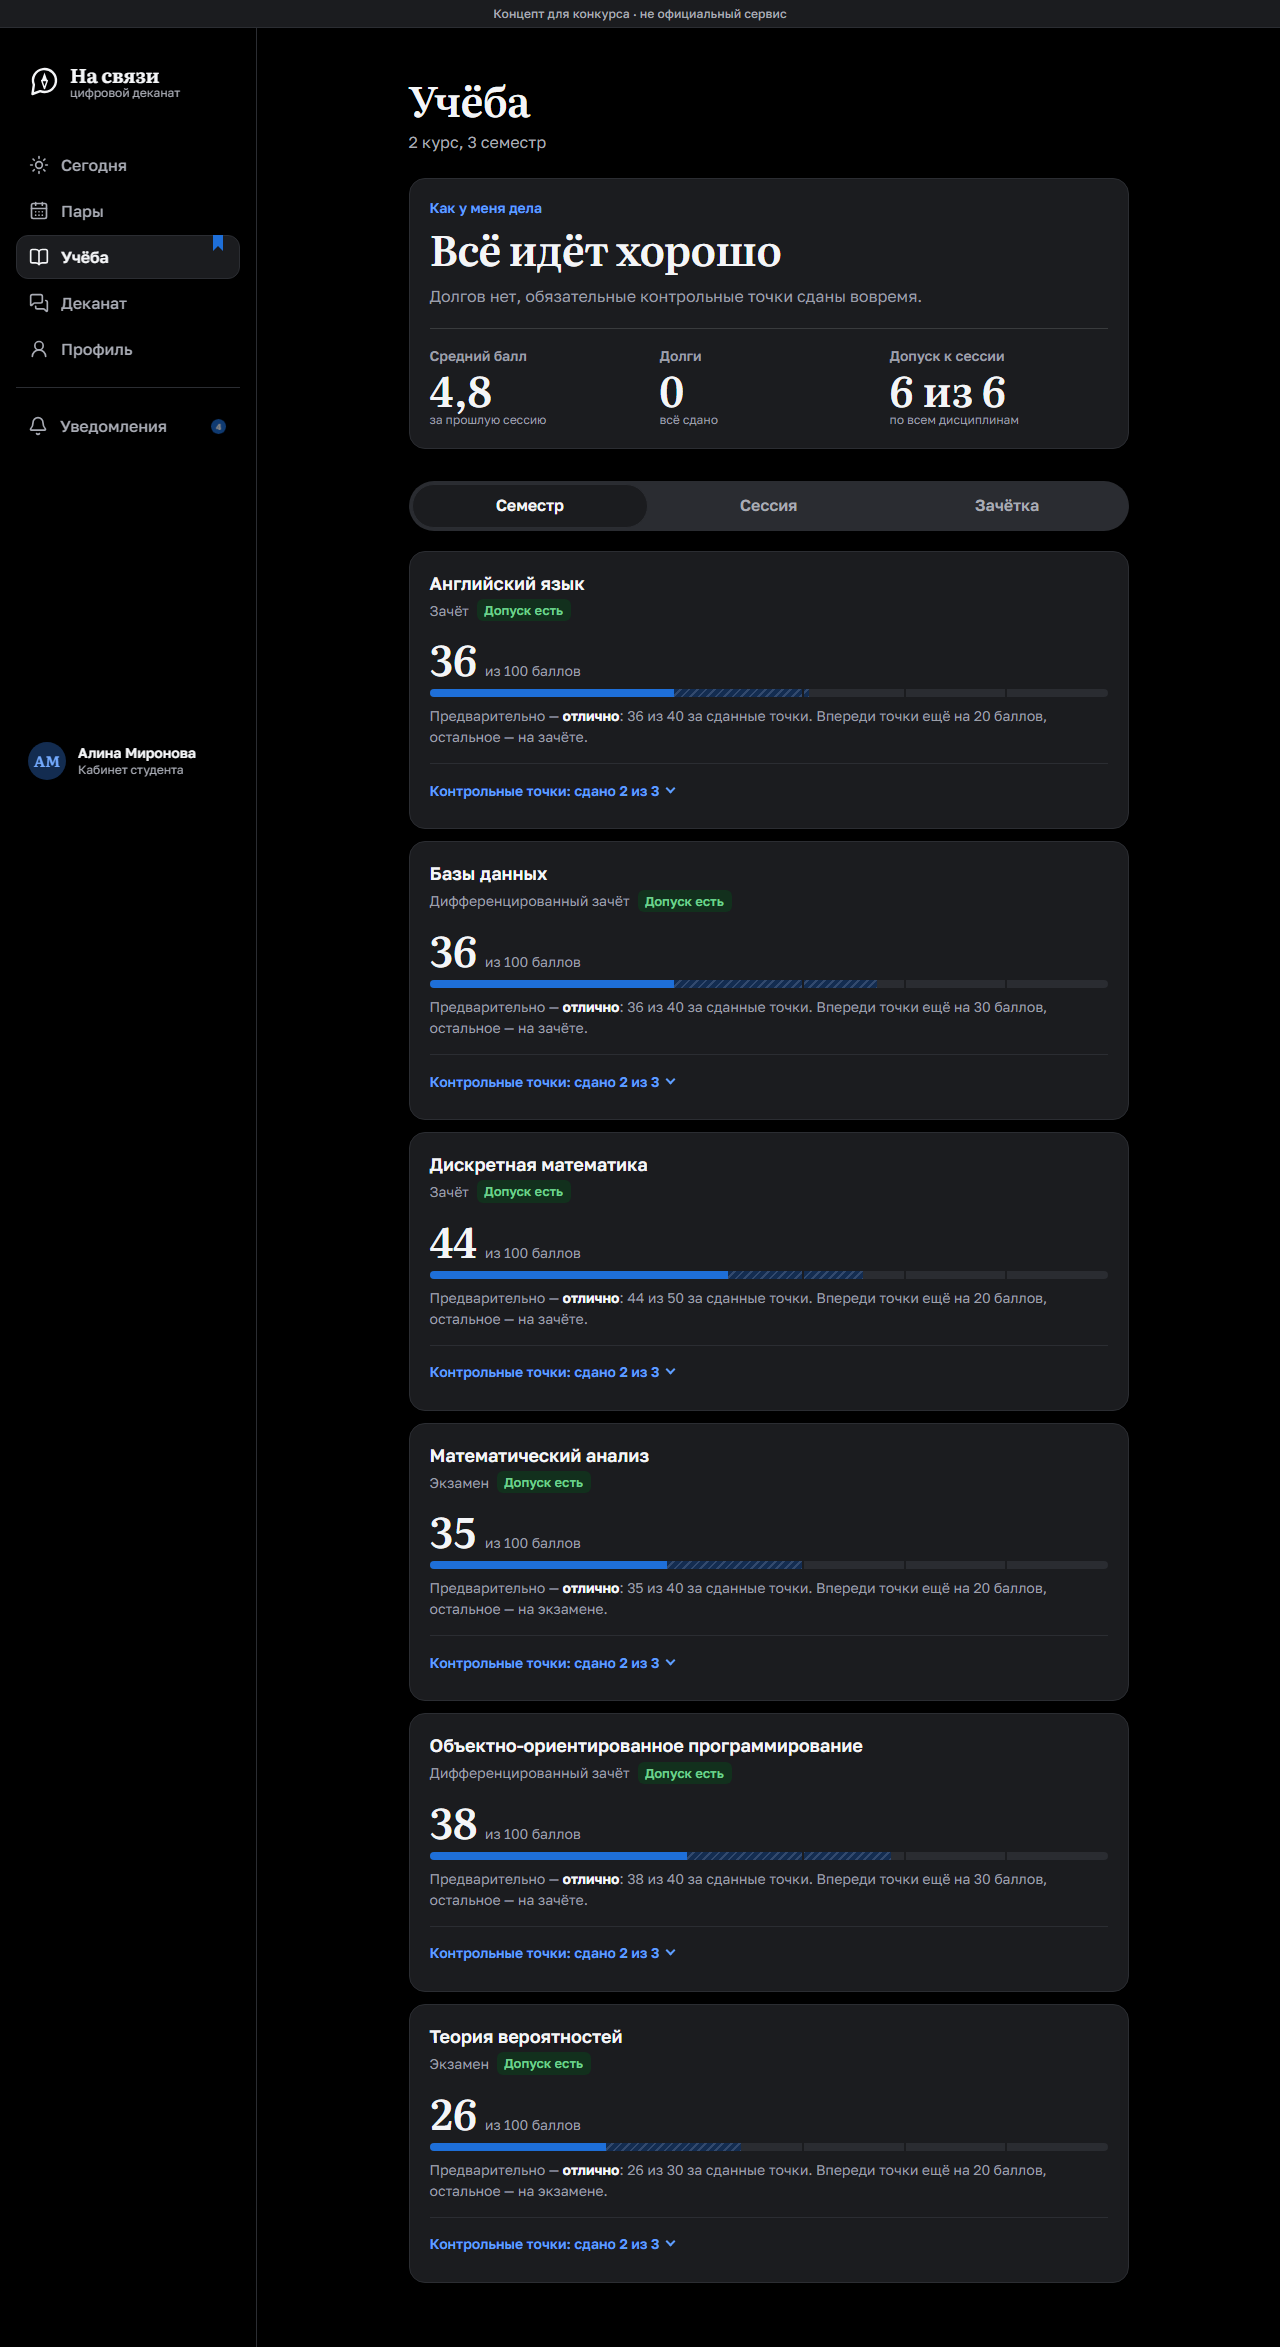 Концепт для конкурса · не официальный сервис
На связи
цифровой деканат
Сегодня
Пары
Учёба
Деканат
Профиль
Уведомления
4
АМ
Алина Миронова
Кабинет студента
Учёба
2 курс, 3 семестр
Как у меня дела
Всё идёт хорошо
Долгов нет, обязательные контрольные точки сданы вовремя.
Средний балл
4,8
за прошлую сессию
Долги
0
всё сдано
Допуск к сессии
6 из 6
по всем дисциплинам
Семестр
Сессия
Зачётка
Английский язык
Зачёт Допуск есть
36 из 100 баллов
Предварительно — отлично: 36 из 40 за сданные точки. Впереди точки ещё на 20 баллов,
остальное — на зачёте.
Контрольные точки: сдано 2 из 3
Базы данных
Дифференцированный зачёт Допуск есть
36 из 100 баллов
Предварительно — отлично: 36 из 40 за сданные точки. Впереди точки ещё на 30 баллов,
остальное — на зачёте.
Контрольные точки: сдано 2 из 3
Дискретная математика
Зачёт Допуск есть
44 из 100 баллов
Предварительно — отлично: 44 из 50 за сданные точки. Впереди точки ещё на 20 баллов,
остальное — на зачёте.
Контрольные точки: сдано 2 из 3
Математический анализ
Экзамен Допуск есть
35 из 100 баллов
Предварительно — отлично: 35 из 40 за сданные точки. Впереди точки ещё на 20 баллов,
остальное — на экзамене.
Контрольные точки: сдано 2 из 3
Объектно-ориентированное программирование
Дифференцированный зачёт Допуск есть
38 из 100 баллов
Предварительно — отлично: 38 из 40 за сданные точки. Впереди точки ещё на 30 баллов,
остальное — на зачёте.
Контрольные точки: сдано 2 из 3
Теория вероятностей
Экзамен Допуск есть
26 из 100 баллов
Предварительно — отлично: 26 из 30 за сданные точки. Впереди точки ещё на 20 баллов,
остальное — на экзамене.
Контрольные точки: сдано 2 из 3